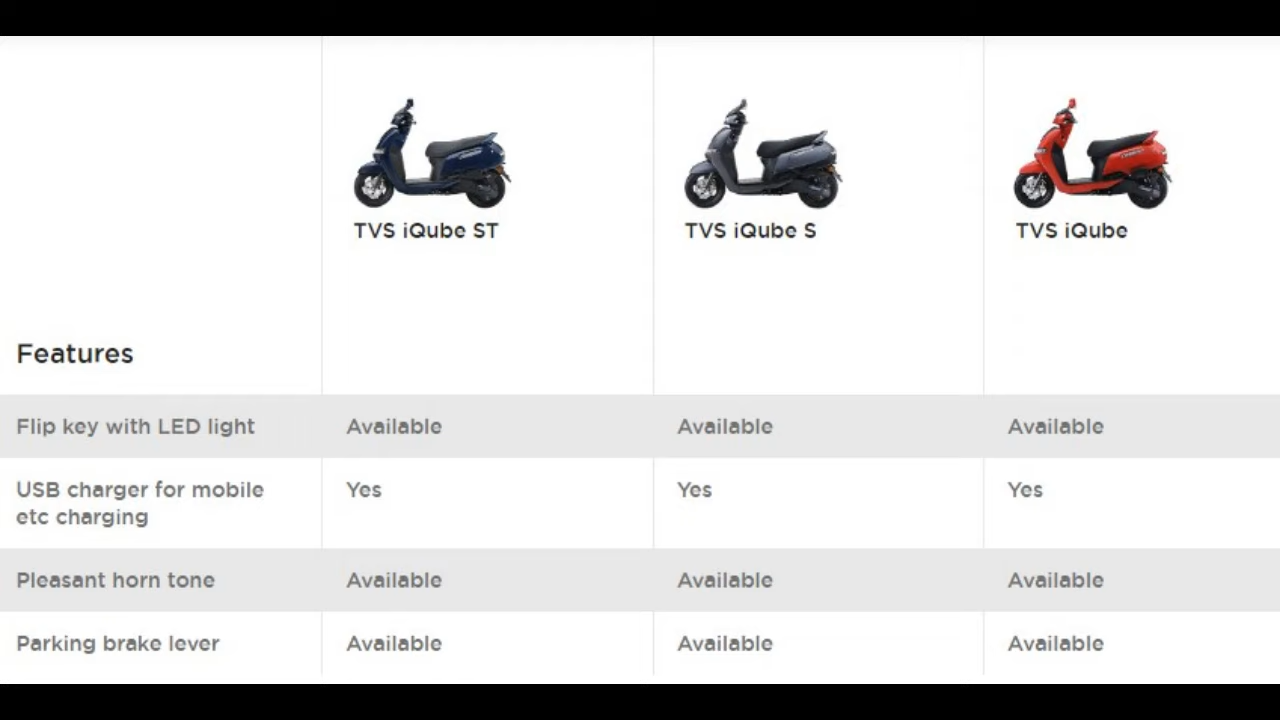 TVS iQube ST
TVS iQube S
TVS iQube
Features
Flip key with LED light
Available
Available
Available
USB charger for mobile
etc charging
Yes
Yes
Yes
Pleasant horn tone
Available
Available
Available
Parking brake lever
Available
Available
Available